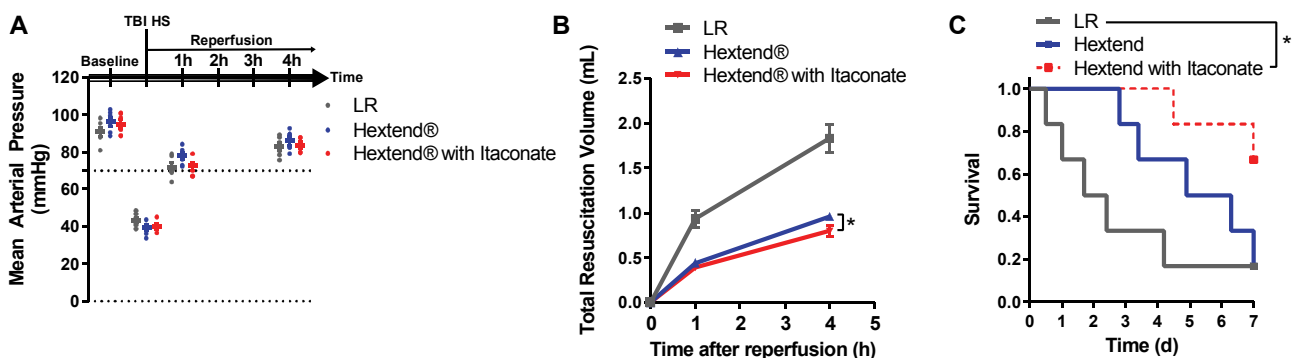 A
TBI HS
Reperfusion
Baseline
1h 2h 3h 4h
Time
Mean Arterial Pressure
(mmHg)
120
100
80
60
40
20
0
LR
Hextend®
Hextend® with Itaconate
B
LR
Hextend®
Hextend® with Itaconate
Total Resuscitation Volume (mL)
2.5
2.0
1.5
1.0
0.5
0.0
*
0 1 2 3 4 5
Time after reperfusion (h)
C
LR
Hextend
Hextend with Itaconate
*
Survival
1.0
0.8
0.6
0.4
0.2
0 1 2 3 4 5 6 7
Time (d)